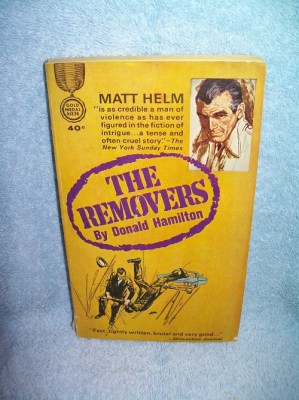 GOLD
MEDAL
40¢
MATT HELM
"is as credible a man of
violence as has ever
figured in the fiction of
intrigue...a tense and
often cruel story."—The
New York Sunday Times
THE
REMOVERS
By Donald Hamilton
"Fast, tightly written, brutal and very good..."